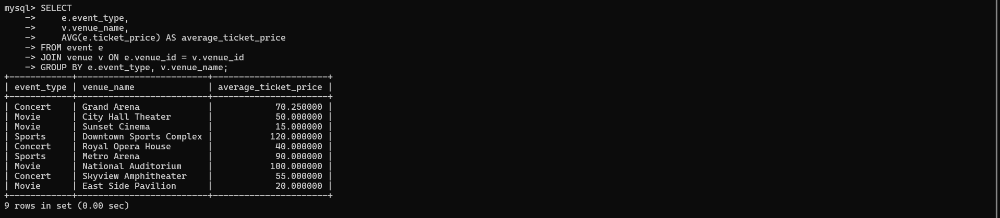 mysql> SELECT
    ->     e.event_type,
    ->     v.venue_name,
    ->     AVG(e.ticket_price) AS average_ticket_price
    -> FROM event e
    -> JOIN venue v ON e.venue_id = v.venue_id
    -> GROUP BY e.event_type, v.venue_name;
+------------+-------------------------+----------------------+
| event_type | venue_name              | average_ticket_price |
+------------+-------------------------+----------------------+
| Concert    | Grand Arena             |            70.250000 |
| Movie      | City Hall Theater       |            50.000000 |
| Movie      | Sunset Cinema           |            15.000000 |
| Sports     | Downtown Sports Complex |           120.000000 |
| Concert    | Royal Opera House       |            40.000000 |
| Sports     | Metro Arena             |            90.000000 |
| Movie      | National Auditorium     |           100.000000 |
| Concert    | Skyview Amphitheater    |            55.000000 |
| Movie      | East Side Pavilion      |            20.000000 |
+------------+-------------------------+----------------------+
9 rows in set (0.00 sec)